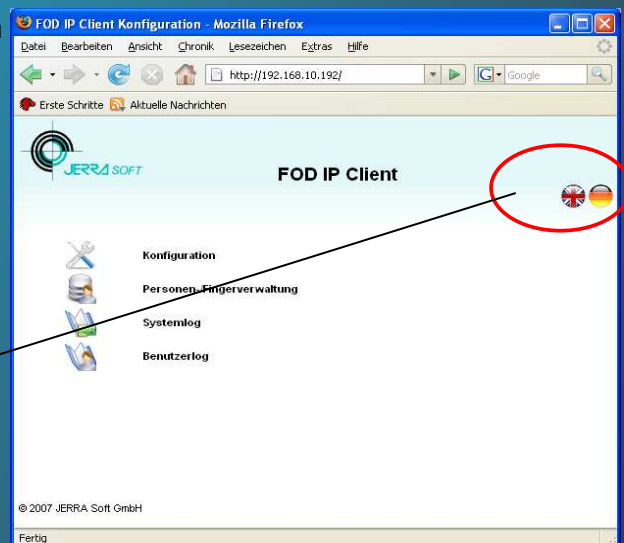 FOD IP Client Konfiguration - Mozilla Firefox
Datei Bearbeiten Ansicht Chronik Lesezeichen Extras Hilfe
http://192.168.10.192/ G Google
Erste Schritte Aktuelle Nachrichten
JERRA SOFT
FOD IP Client
Konfiguration
Personen-/Fingerverwaltung
Systemlog
Benutzerlog
© 2007 JERRA Soft GmbH
Fertig